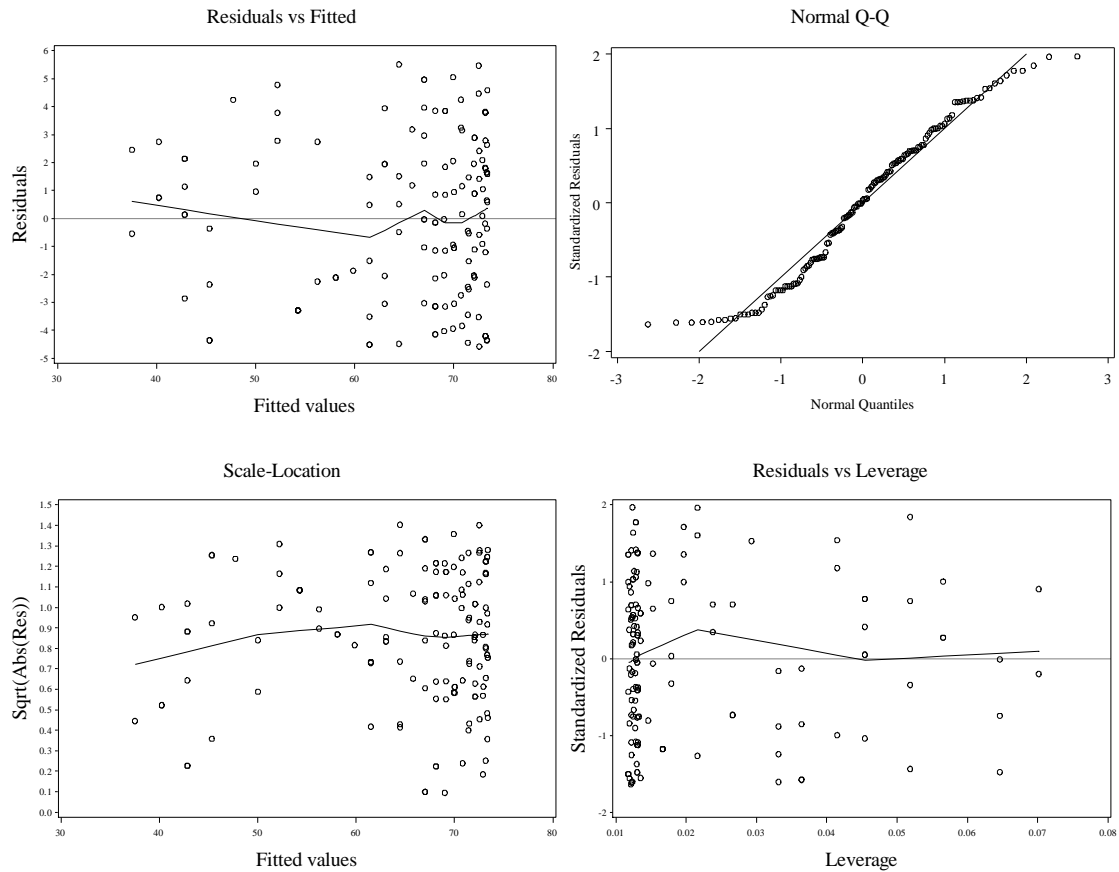 Residuals vs Fitted
Residuals
6
5
4
3
2
1
0
-1
-2
-3
-4
-5
30 40 50 60 70 80
Fitted values
Normal Q-Q
Standardized Residuals
2
1
0
-1
-2
-3 -2 -1 0 1 2 3
Normal Quantiles
Scale-Location
Sqrt(Abs(Res))
1.5
1.4
1.3
1.2
1.1
1.0
0.9
0.8
0.7
0.6
0.5
0.4
0.3
0.2
0.1
0.0
30 40 50 60 70 80
Fitted values
Residuals vs Leverage
Standardized Residuals
2
1
0
-1
-2
0.01 0.02 0.03 0.04 0.05 0.06 0.07 0.08
Leverage